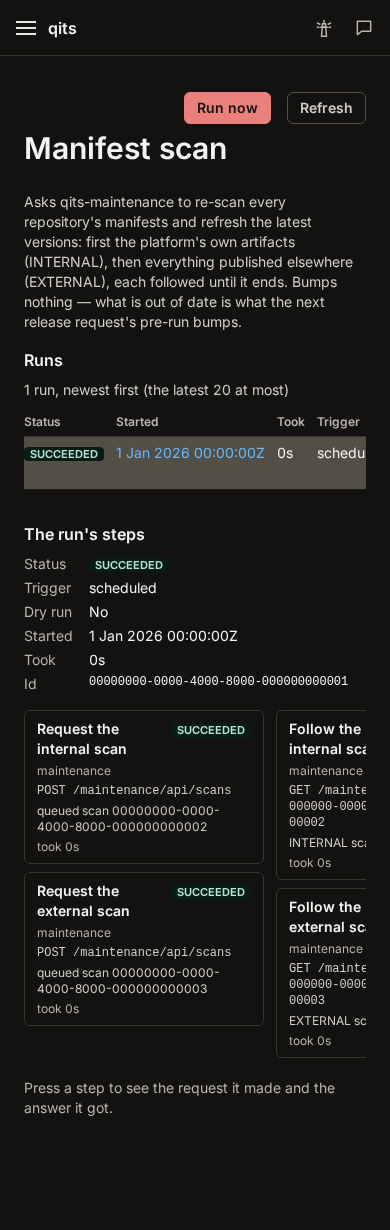 qits
Run now
Refresh
Manifest scan
Asks qits-maintenance to re-scan every
repository's manifests and refresh the latest
versions: first the platform's own artifacts
(INTERNAL), then everything published elsewhere
(EXTERNAL), each followed until it ends. Bumps
nothing — what is out of date is what the next
release request's pre-run bumps.
Runs
1 run, newest first (the latest 20 at most)
Status Started Took Trigger
SUCCEEDED 1 Jan 2026 00:00:00Z 0s schedu
The run's steps
Status SUCCEEDED
Trigger scheduled
Dry run No
Started 1 Jan 2026 00:00:00Z
Took 0s
Id 00000000-0000-4000-8000-000000000001
Request the
internal scan
SUCCEEDED
maintenance
POST /maintenance/api/scans
queued scan 00000000-0000-
4000-8000-000000000002
took 0s
Request the
external scan
SUCCEEDED
maintenance
POST /maintenance/api/scans
queued scan 00000000-0000-
4000-8000-000000000003
took 0s
Follow the
internal sca
maintenance
GET /mainte
000000-0000
00002
INTERNAL sca
took 0s
Follow the
external sca
maintenance
GET /mainte
000000-0000
00003
EXTERNAL sc
took 0s
Press a step to see the request it made and the
answer it got.